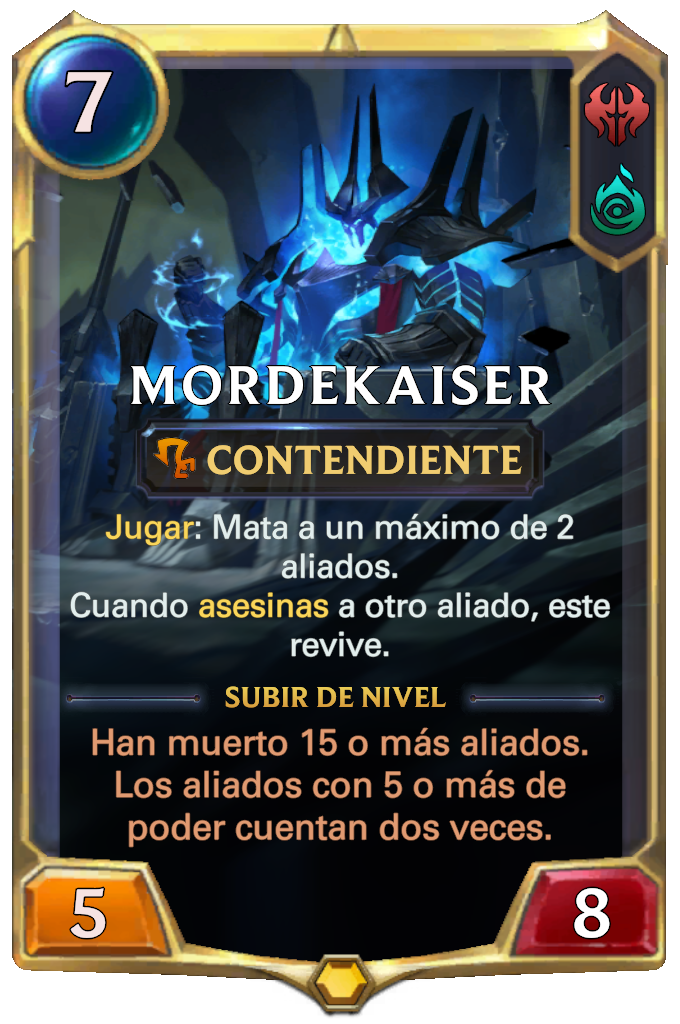 7
MORDEKAISER
CONTENDIENTE
Jugar: Mata a un máximo de 2
aliados.
Cuando asesinas a otro aliado, este
revive.
SUBIR DE NIVEL
Han muerto 15 o más aliados.
Los aliados con 5 o más de
poder cuentan dos veces.
5
8